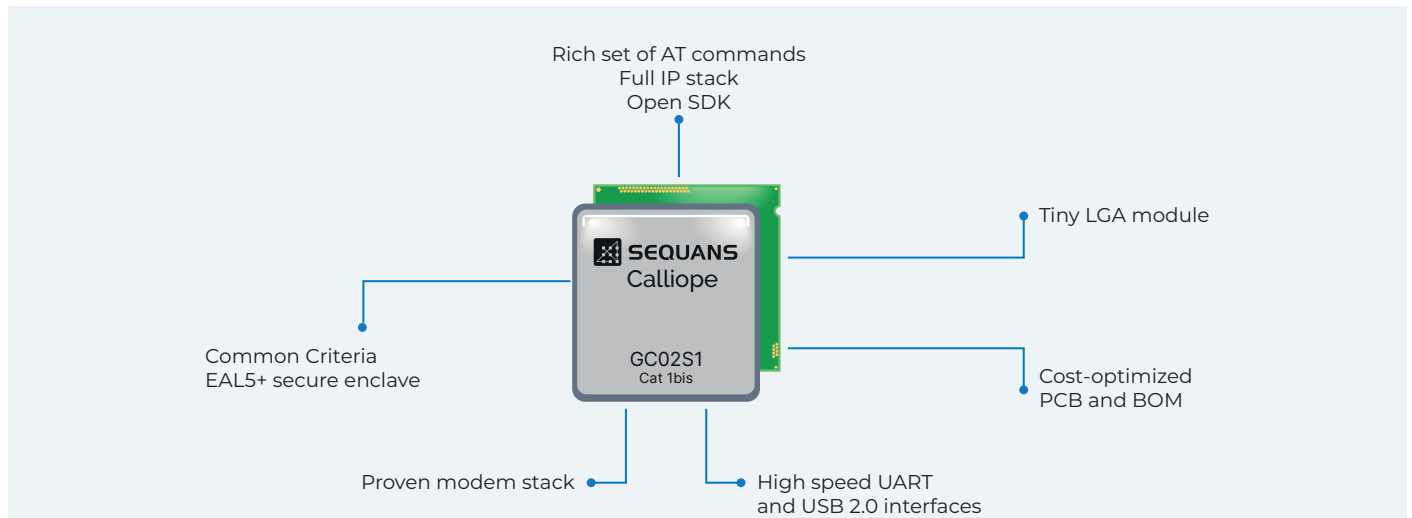 Rich set of AT commands
Full IP stack
Open SDK
Tiny LGA module
SEQUANS
Calliope
GC02S1
Cat 1bis
Common Criteria
EAL5+ secure enclave
Cost-optimized
PCB and BOM
Proven modem stack
High speed UART
and USB 2.0 interfaces